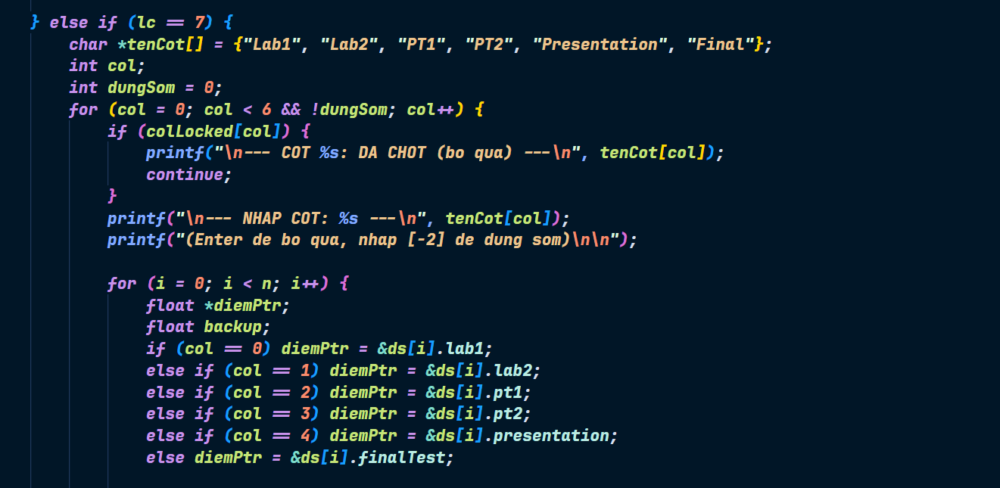 } else if (lc == 7) {
    char *tenCot[] = {"Lab1", "Lab2", "PT1", "PT2", "Presentation", "Final"};
    int col;
    int dungSom = 0;
    for (col = 0; col < 6 && !dungSom; col++) {
        if (colLocked[col]) {
            printf("\n--- COT %s: DA CHOT (bo qua) ---\n", tenCot[col]);
            continue;
        }
        printf("\n--- NHAP COT: %s ---\n", tenCot[col]);
        printf("(Enter de bo qua, nhap [-2] de dung som)\n\n");

        for (i = 0; i < n; i++) {
            float *diemPtr;
            float backup;
            if (col == 0) diemPtr = &ds[i].lab1;
            else if (col == 1) diemPtr = &ds[i].lab2;
            else if (col == 2) diemPtr = &ds[i].pt1;
            else if (col == 3) diemPtr = &ds[i].pt2;
            else if (col == 4) diemPtr = &ds[i].presentation;
            else diemPtr = &ds[i].finalTest;